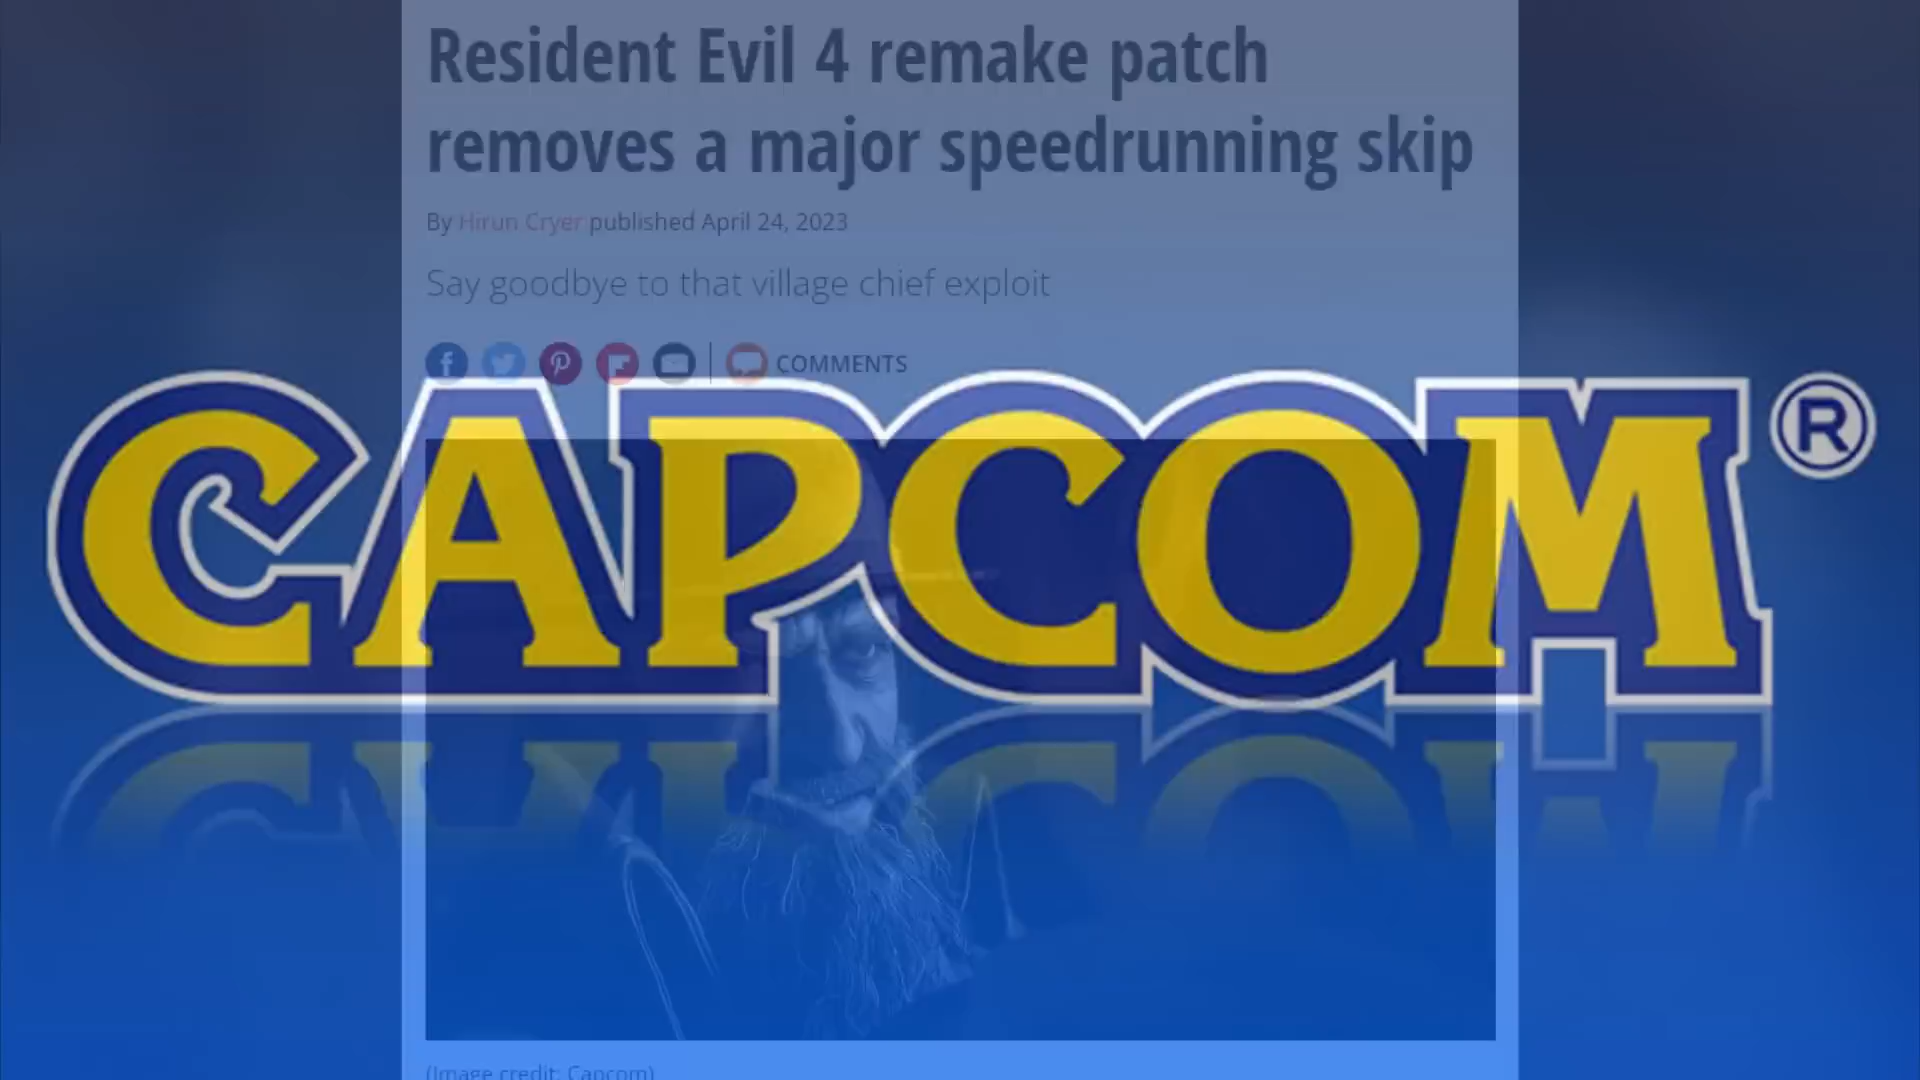 Resident Evil 4 remake patch
removes a major speedrunning skip
By Hirun Cryer published April 24, 2023
Say goodbye to that village chief exploit
COMMENTS
CAPCOM®
(Image credit: Capcom)